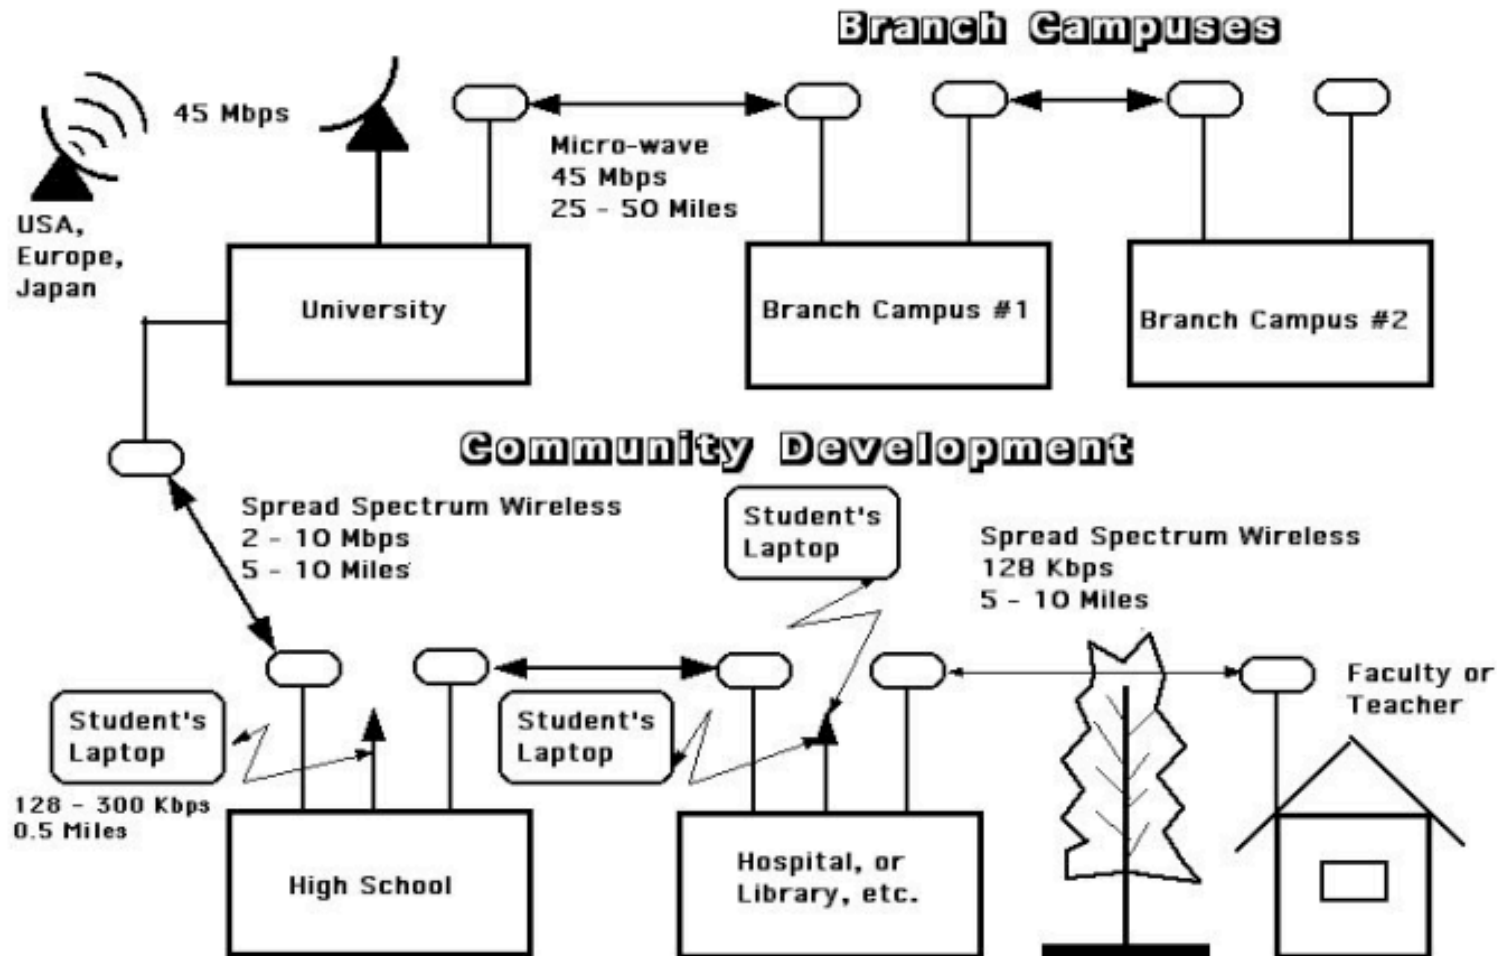 Branch Campuses
45 Mbps
Micro-wave
45 Mbps
25 - 50 Miles
USA,
Europe,
Japan
University
Branch Campus #1
Branch Campus #2
Community Development
Spread Spectrum Wireless
2 - 10 Mbps
5 - 10 Miles
Student's
Laptop
Spread Spectrum Wireless
128 Kbps
5 - 10 Miles
Student's
Laptop
128 - 300 Kbps
0.5 Miles
Student's
Laptop
Faculty or
Teacher
High School
Hospital, or
Library, etc.